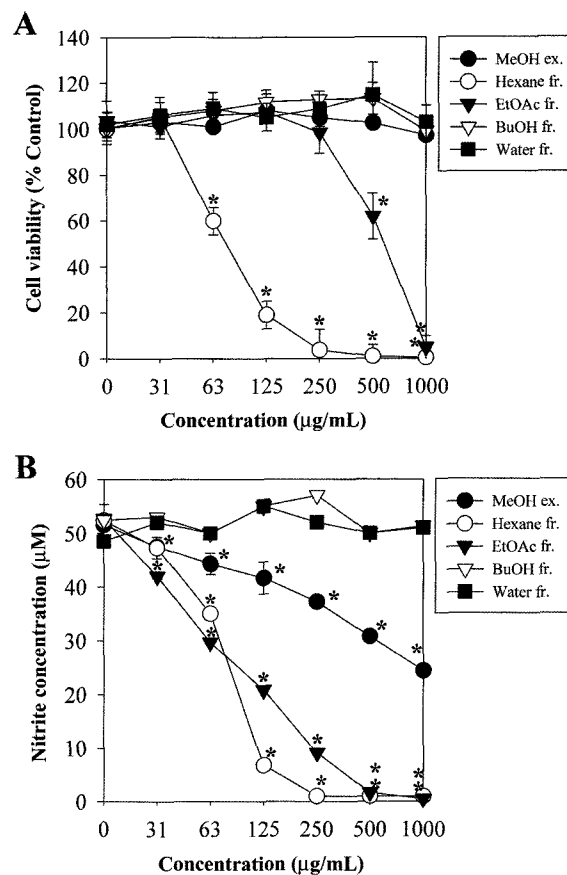 A
140
120
100
80
60
40
20
0
Cell viability (% Control)
* * * * * * *
0 31 63 125 250 500 1000
Concentration (μg/mL)
MeOH ex.
Hexane fr.
EtOAc fr.
BuOH fr.
Water fr.
B
60
50
40
30
20
10
0
Nitrite concentration (μM)
* * * * * * * * * * * * * * * * *
0 31 63 125 250 500 1000
Concentration (μg/mL)
MeOH ex.
Hexane fr.
EtOAc fr.
BuOH fr.
Water fr.